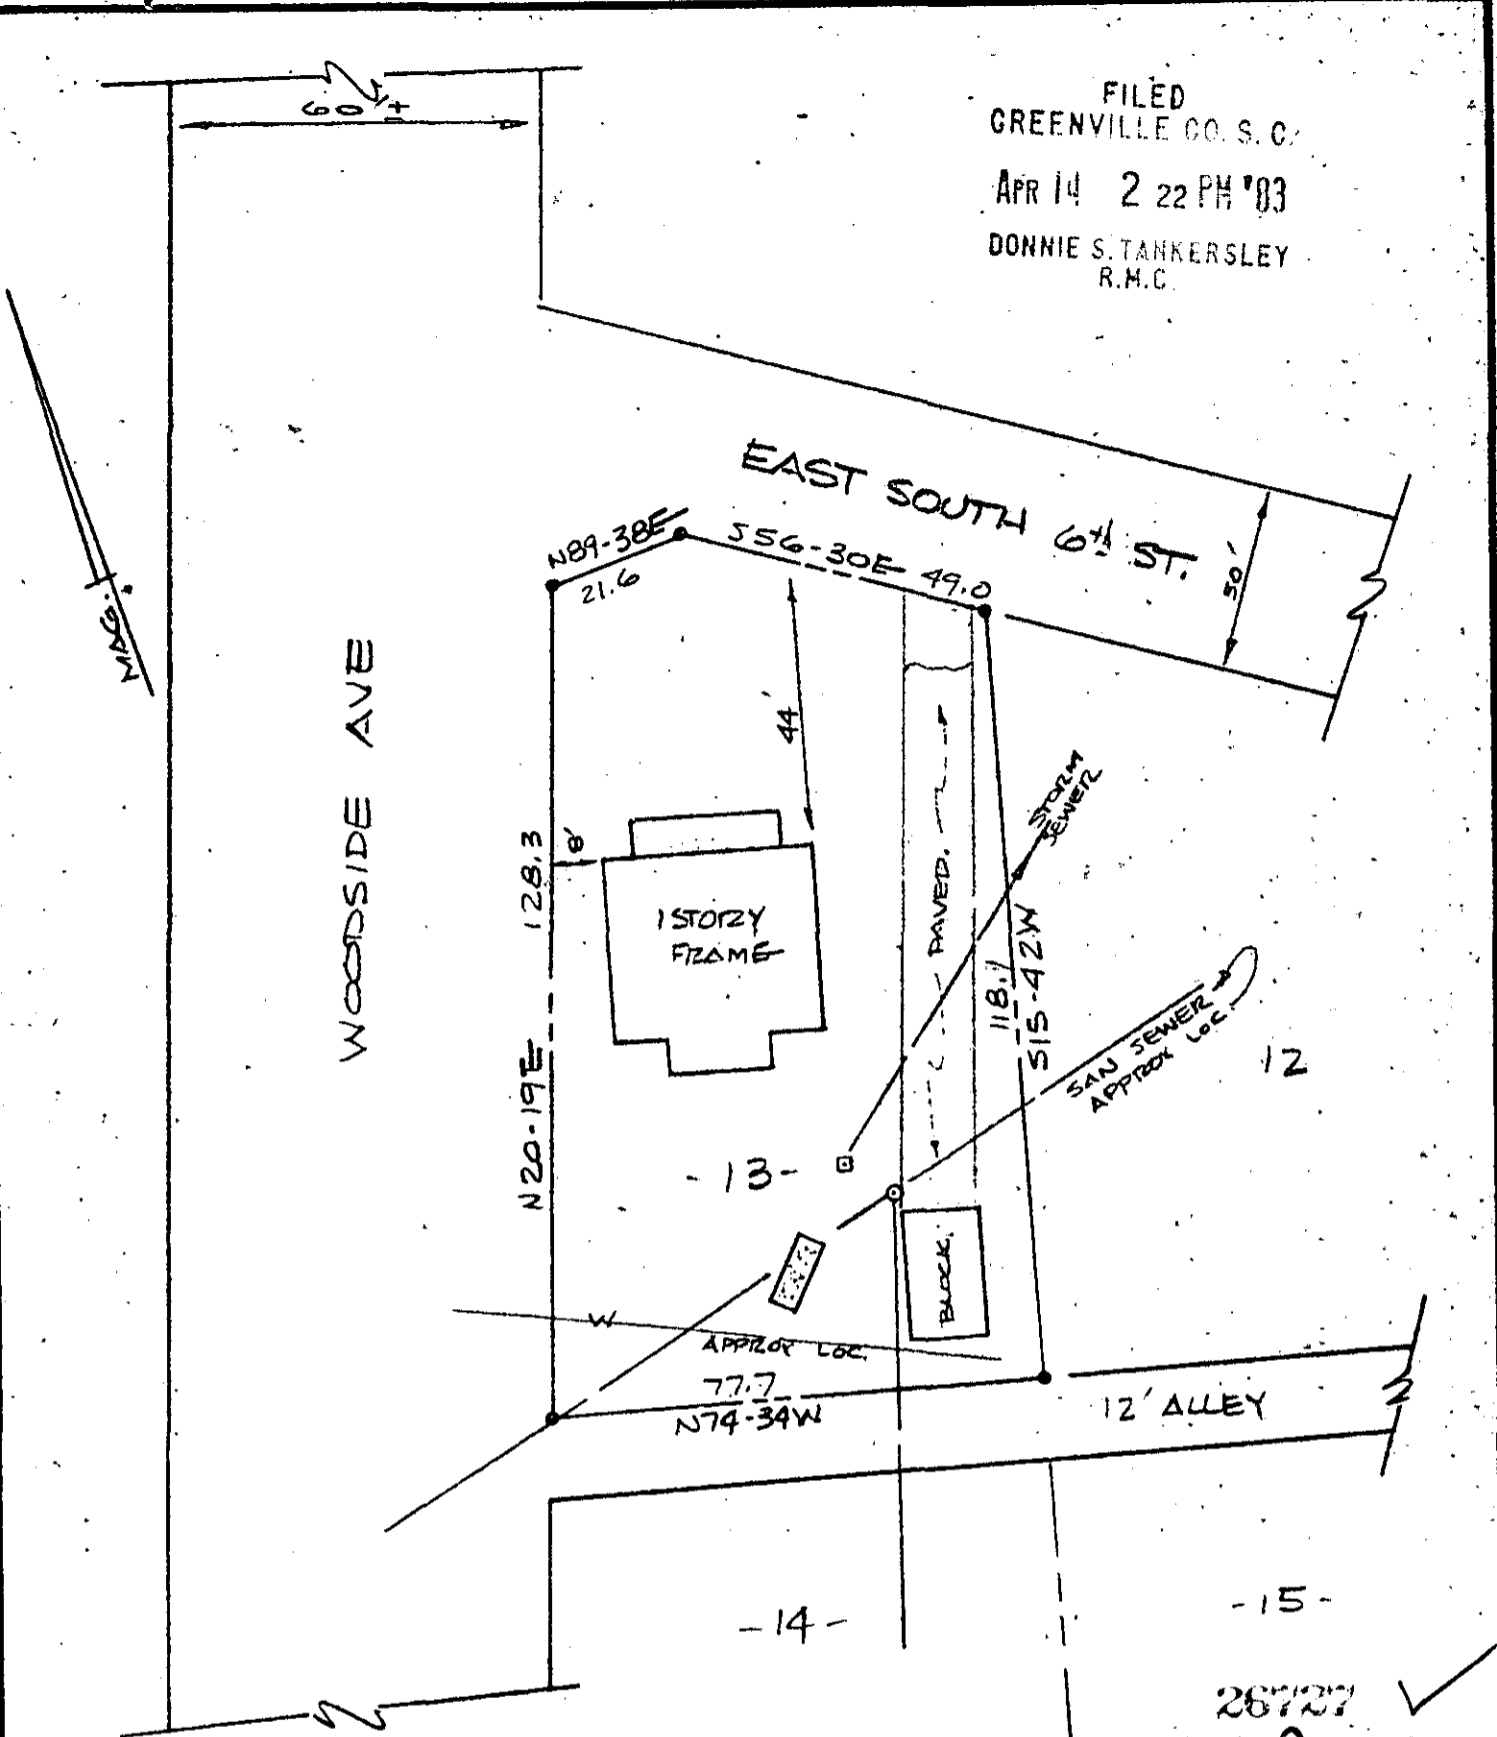 FILED
GREENVILLE CO. S. C.
APR 14 2 22 PM '83
DONNIE S. TANKERSLEY
R.M.C.
60'±
MAG.
WOODSIDE AVE
EAST SOUTH 6th ST.
50'
N89-38E
21.6
S56-30E 49.0
44'
8'
N20-19E 128.3
1 STORY
FRAME
PAVED.
STORM
SEWER
118.1
S15-42W
SAN SEWER
APPROX LOC.
12
-13-
BLOCK.
W
APPROX LOC.
77.7
N74-34W
12' ALLEY
-14-
-15-
26727